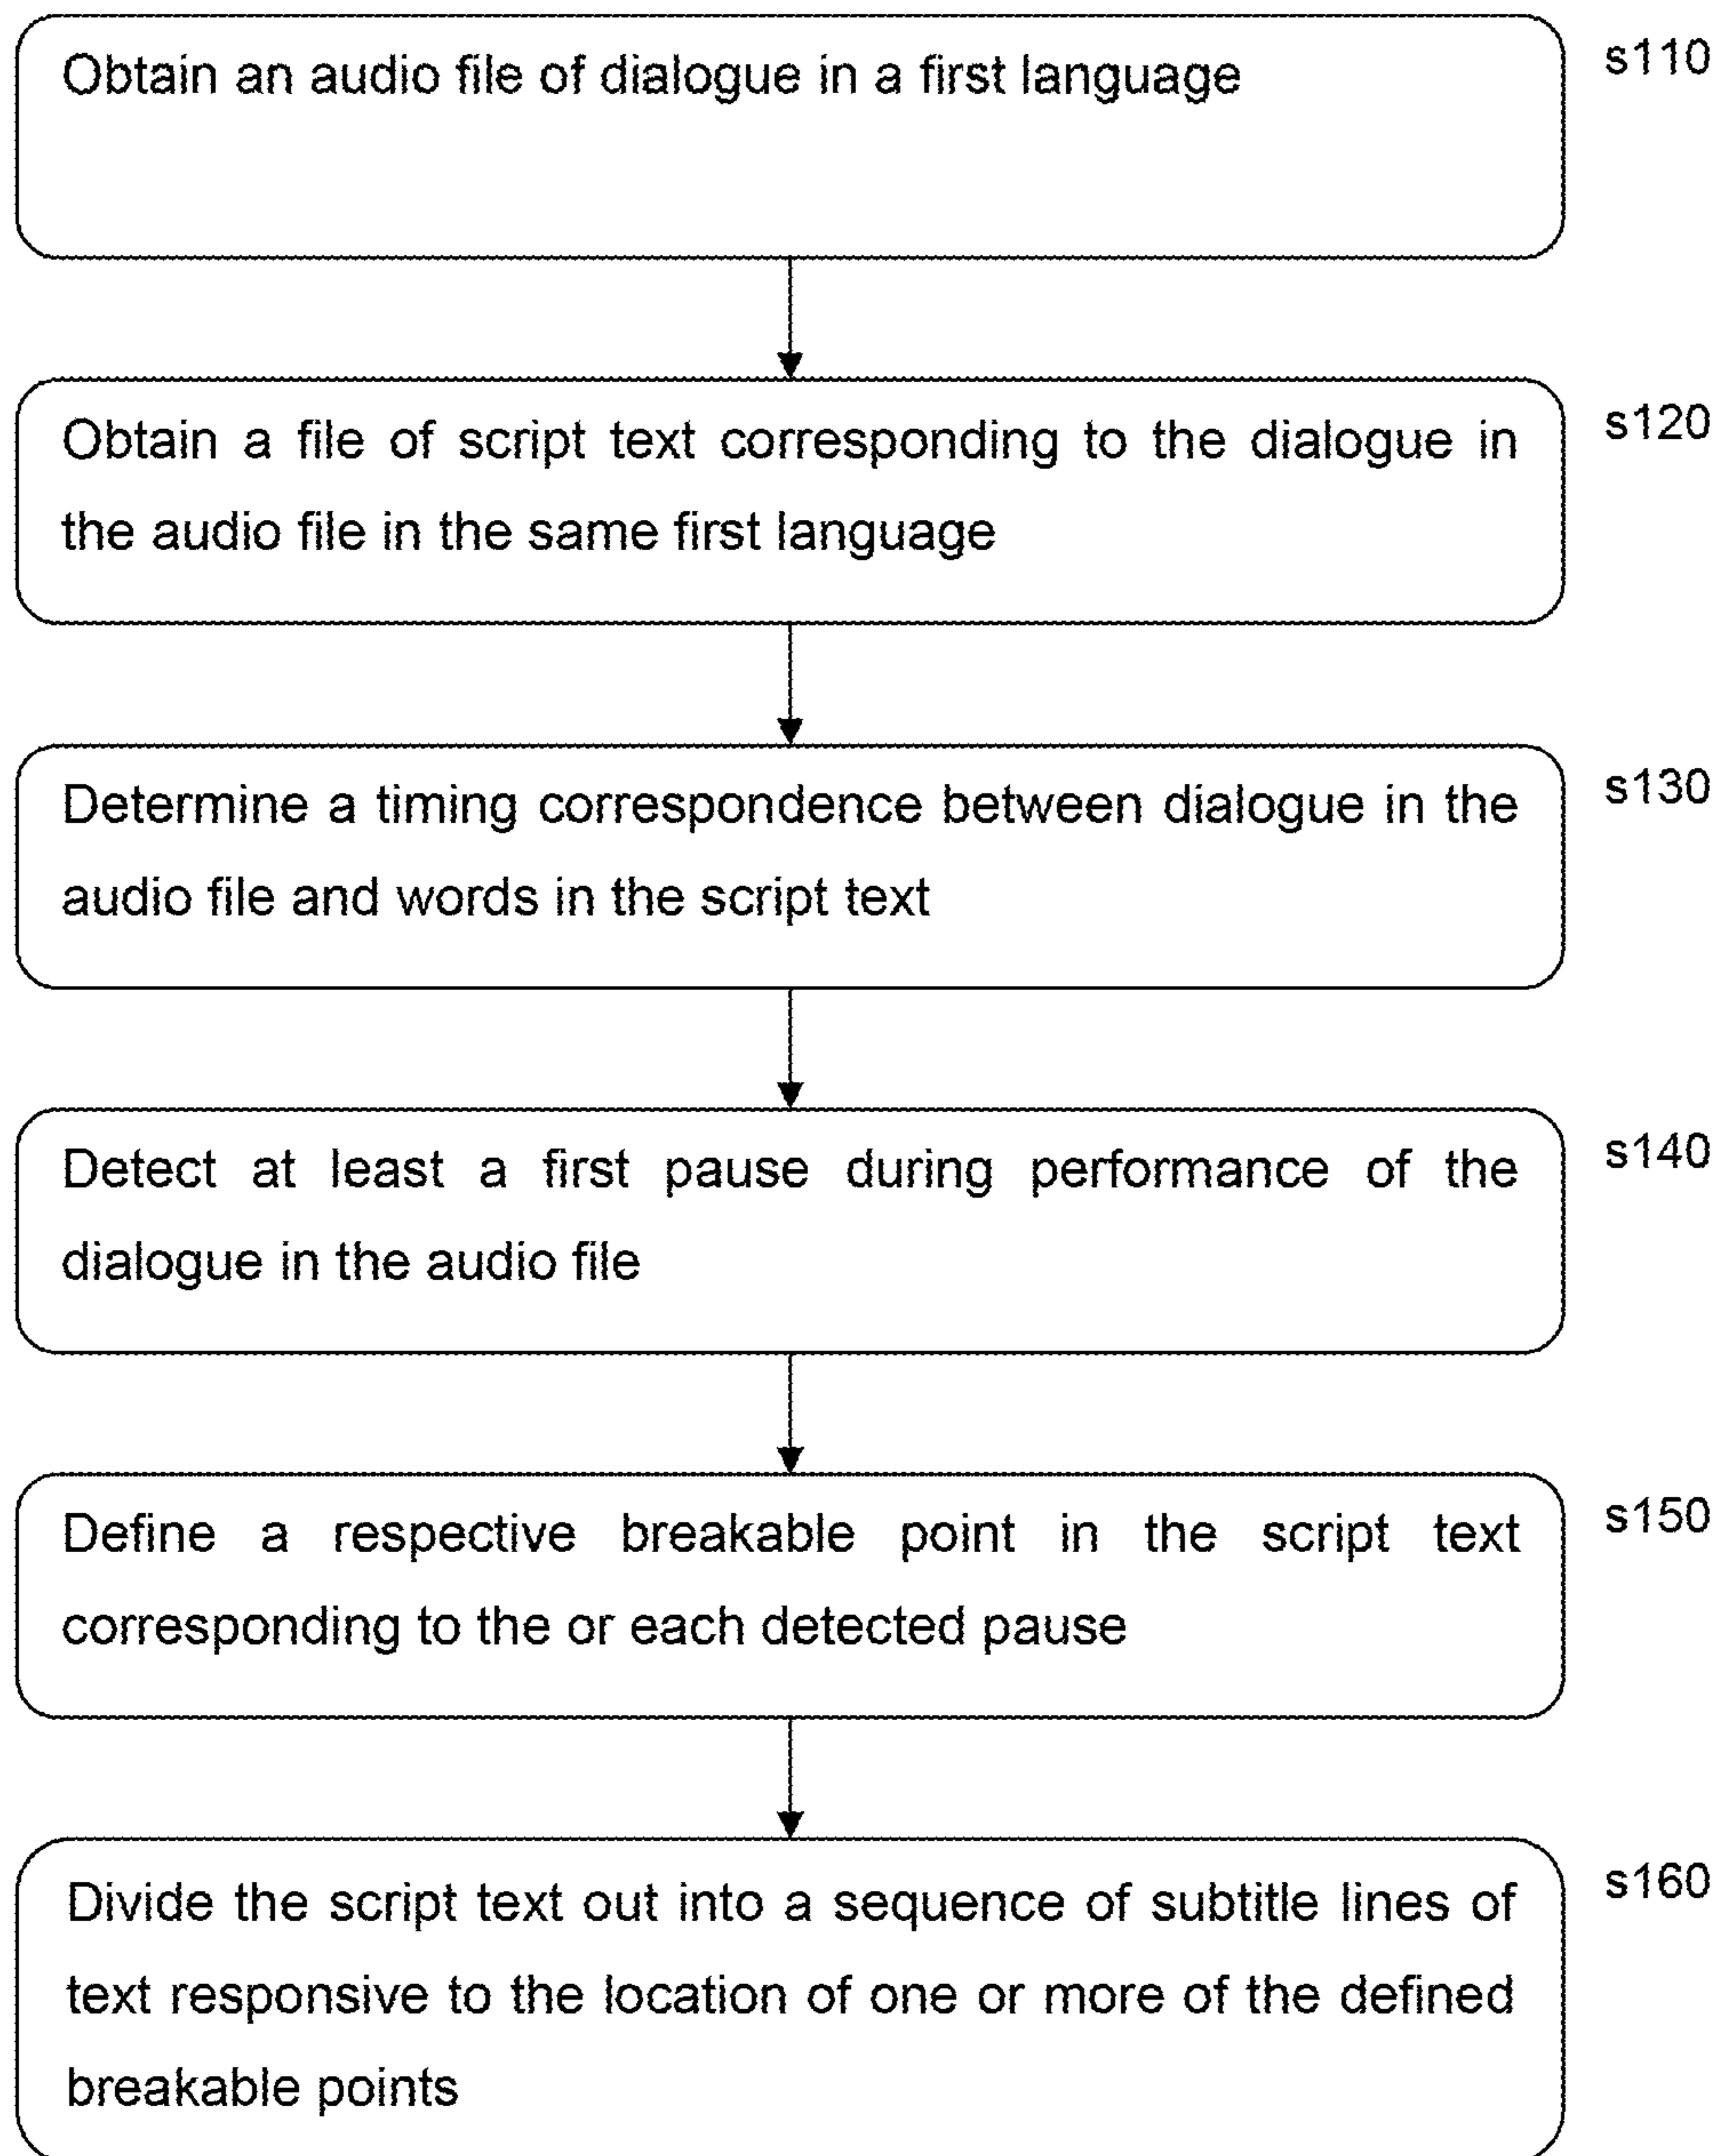 Obtain an audio file of dialogue in a first language
s110
Obtain a file of script text corresponding to the dialogue in
the audio file in the same first language
s120
Determine a timing correspondence between dialogue in the
audio file and words in the script text
s130
Detect at least a first pause during performance of the
dialogue in the audio file
s140
Define a respective breakable point in the script text
corresponding to the or each detected pause
s150
Divide the script text out into a sequence of subtitle lines of
text responsive to the location of one or more of the defined
breakable points
s160